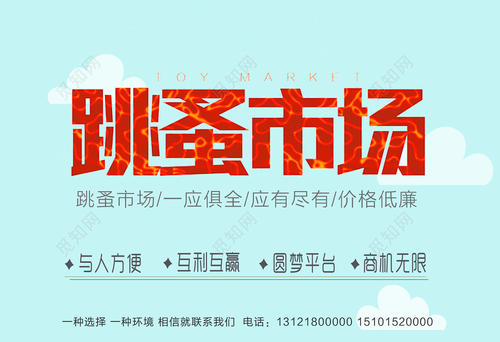 TOY MARKET
跳蚤市场
跳蚤市场/一应俱全/应有尽有/价格低廉
♦与人方便 ♦互利互赢 ♦圆梦平台 ♦商机无限
一种选择 一种环境 相信就联系我们 电话：13121800000 15101520000
觅知网